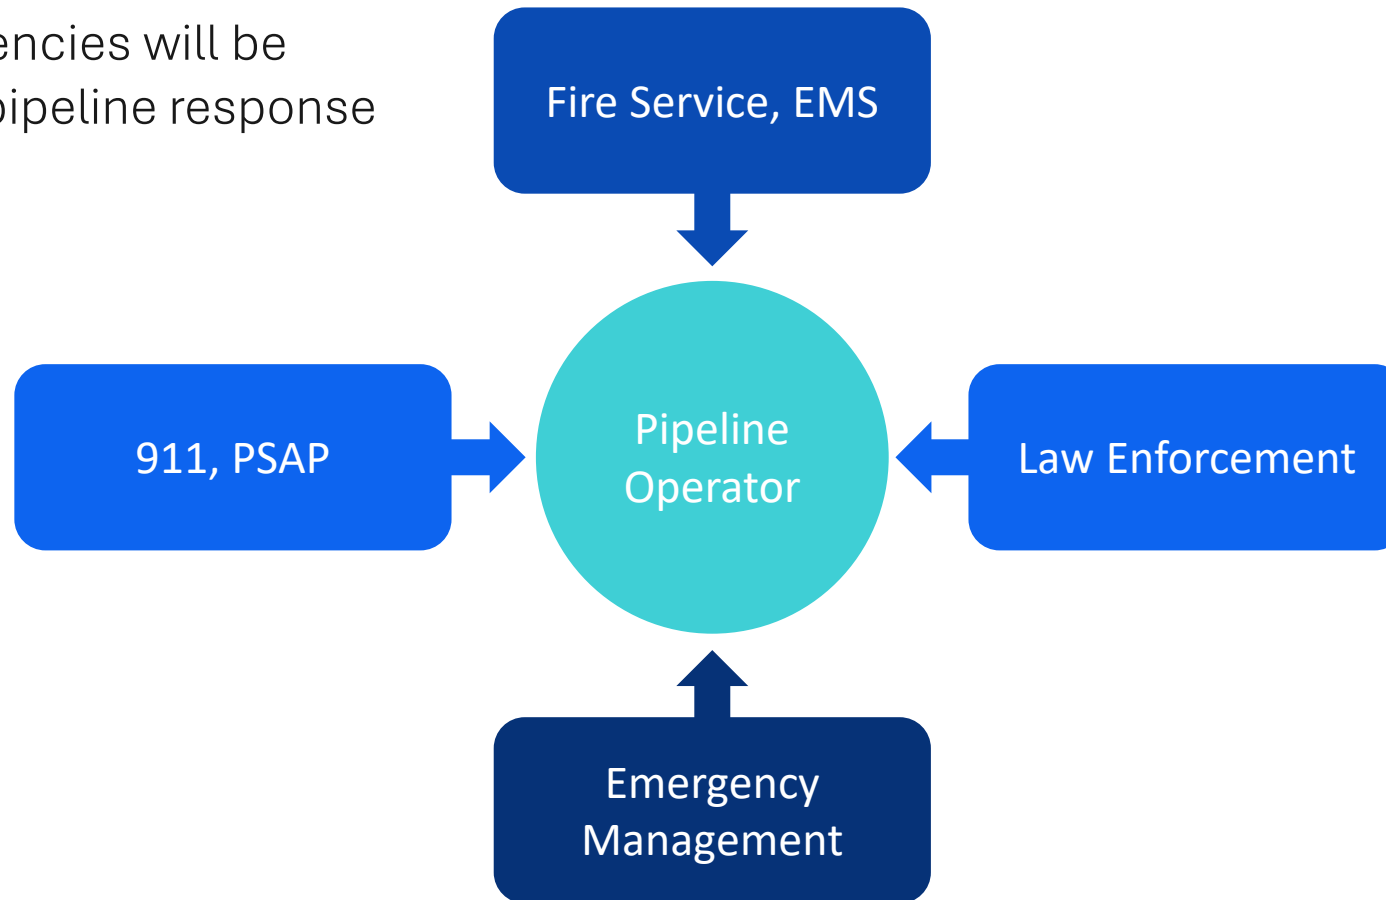 encies will be
pipeline response
Fire Service, EMS
911, PSAP
Pipeline
Operator
Law Enforcement
Emergency
Management